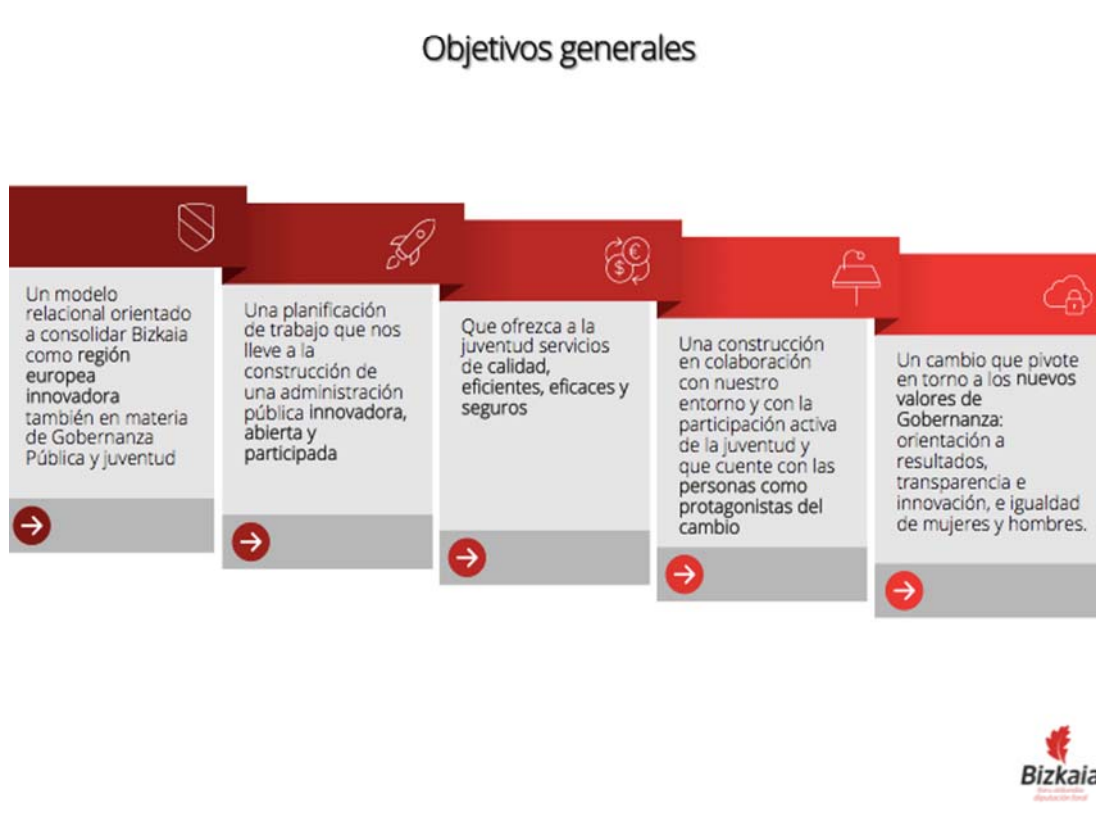 Objetivos generales
Un modelo
relacional orientado
a consolidar Bizkaia
como región
europea
innovadora
también en materia
de Gobernanza
Pública y juventud
Una planificación
de trabajo que nos
lleve a la
construcción de
una administración
pública innovadora,
abierta y
participada
Que ofrezca a la
juventud servicios
de calidad,
eficientes, eficaces y
seguros
Una construcción
en colaboración
con nuestro
entorno y con la
participación activa
de la juventud y
que cuente con las
personas como
protagonistas del
cambio
Un cambio que pivote
en torno a los nuevos
valores de
Gobernanza:
orientación a
resultados,
transparencia e
innovación, e igualdad
de mujeres y hombres.
Bizkaia
foru aldundia
diputación foral